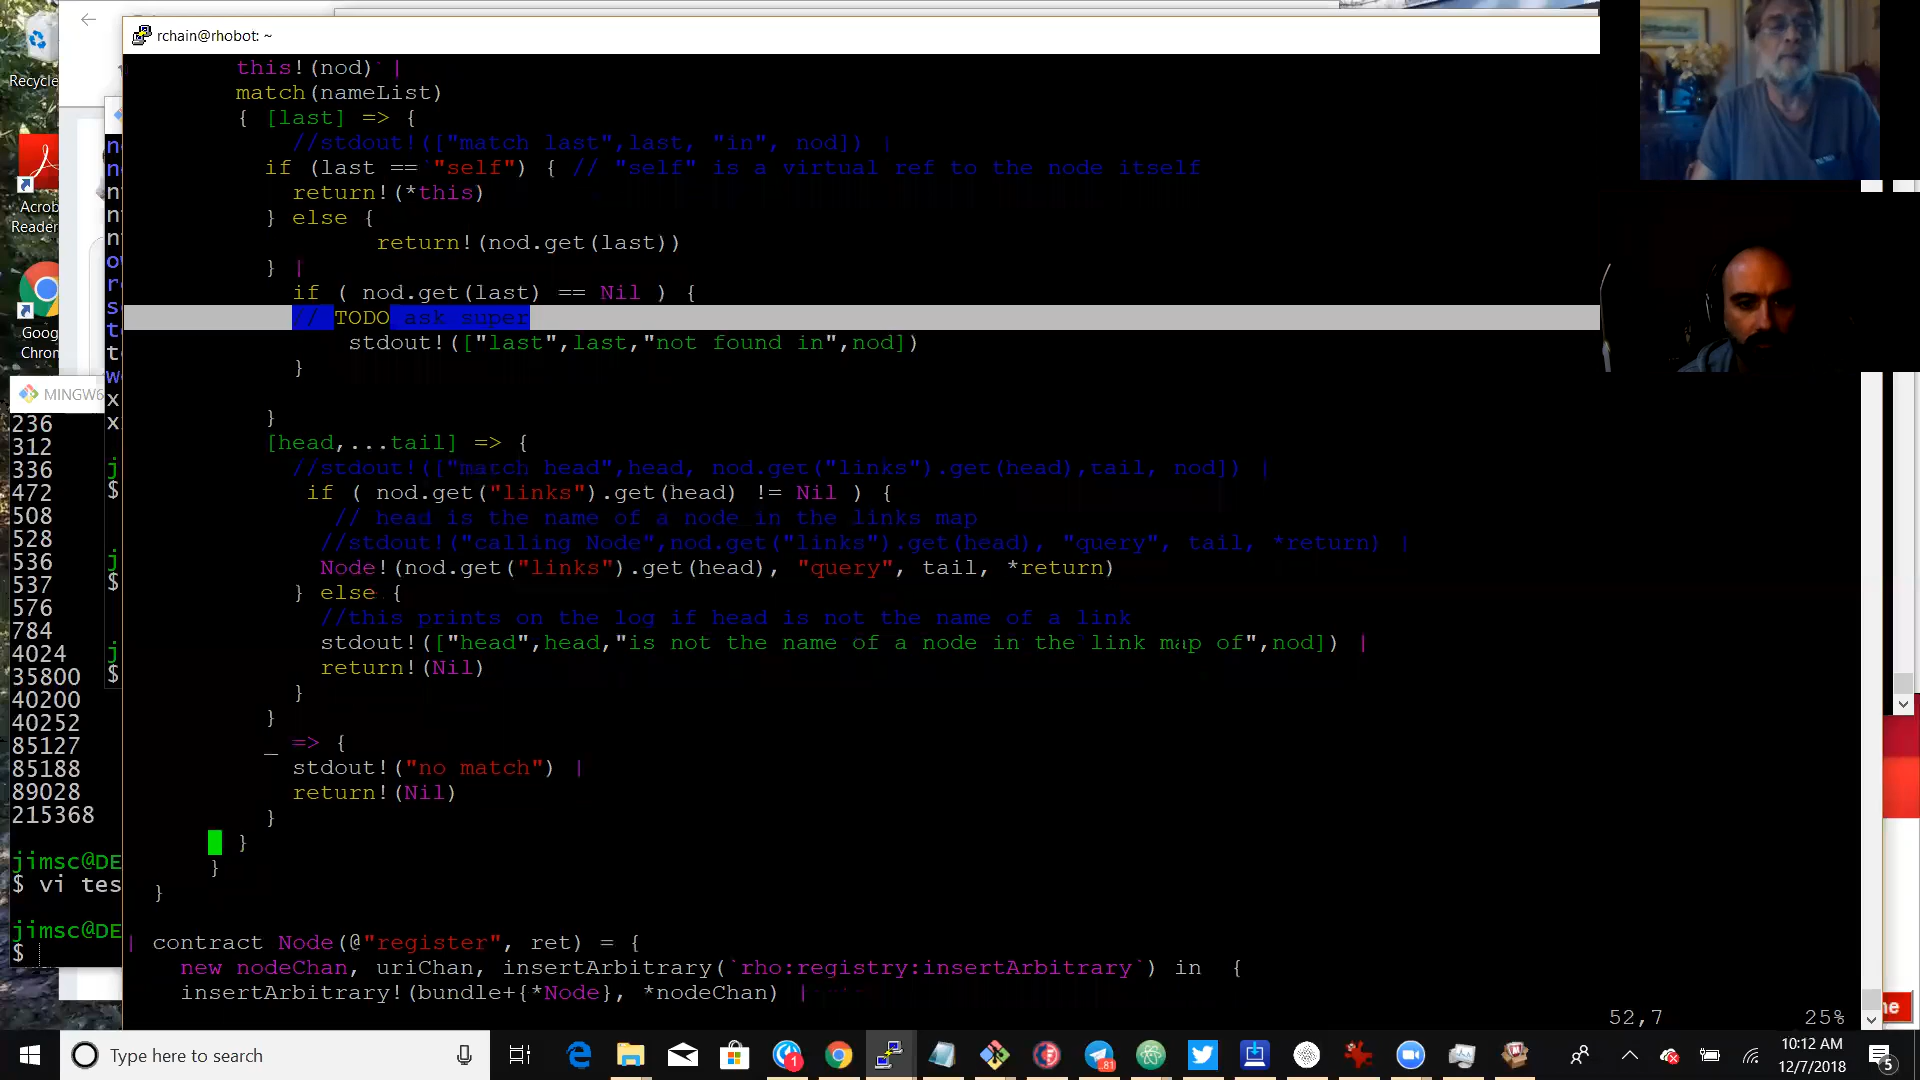 rchain@rhobot: ~
Recycle
Acrob
Reader
Goog
Chrom
this!(nod) |
match(nameList)
{ [last] => {
//stdout!(["match last",last, "in", nod]) |
if (last == "self") { // "self" is a virtual ref to the node itself
return!(*this)
} else {
return!(nod.get(last))
} |
if ( nod.get(last) == Nil ) {
// TODO ask super
stdout!(["last",last,"not found in",nod])
}
}
[head,...tail] => {
//stdout!(["match head",head, nod.get("links").get(head),tail, nod]) |
if ( nod.get("links").get(head) != Nil ) {
// head is the name of a node in the links map
//stdout!("calling Node",nod.get("links").get(head), "query", tail, *return) |
Node!(nod.get("links").get(head), "query", tail, *return)
} else {
//this prints on the log if head is not the name of a link
stdout!(["head",head,"is not the name of a node in the link map of",nod]) |
return!(Nil)
}
}
_ => {
stdout!("no match") |
return!(Nil)
}
}
}
}
| contract Node(@"register", ret) = {
new nodeChan, uriChan, insertArbitrary(`rho:registry:insertArbitrary`) in {
insertArbitrary!(bundle+{*Node}, *nodeChan) |
52,7
25%
MINGW6
236
312
336
472
508
528
536
537
576
784
4024
35800
40200
40252
85127
85188
89028
215368
jimsc@DE
$ vi tes
jimsc@DE
$
Type here to search
1
81
10:12 AM
12/7/2018
5